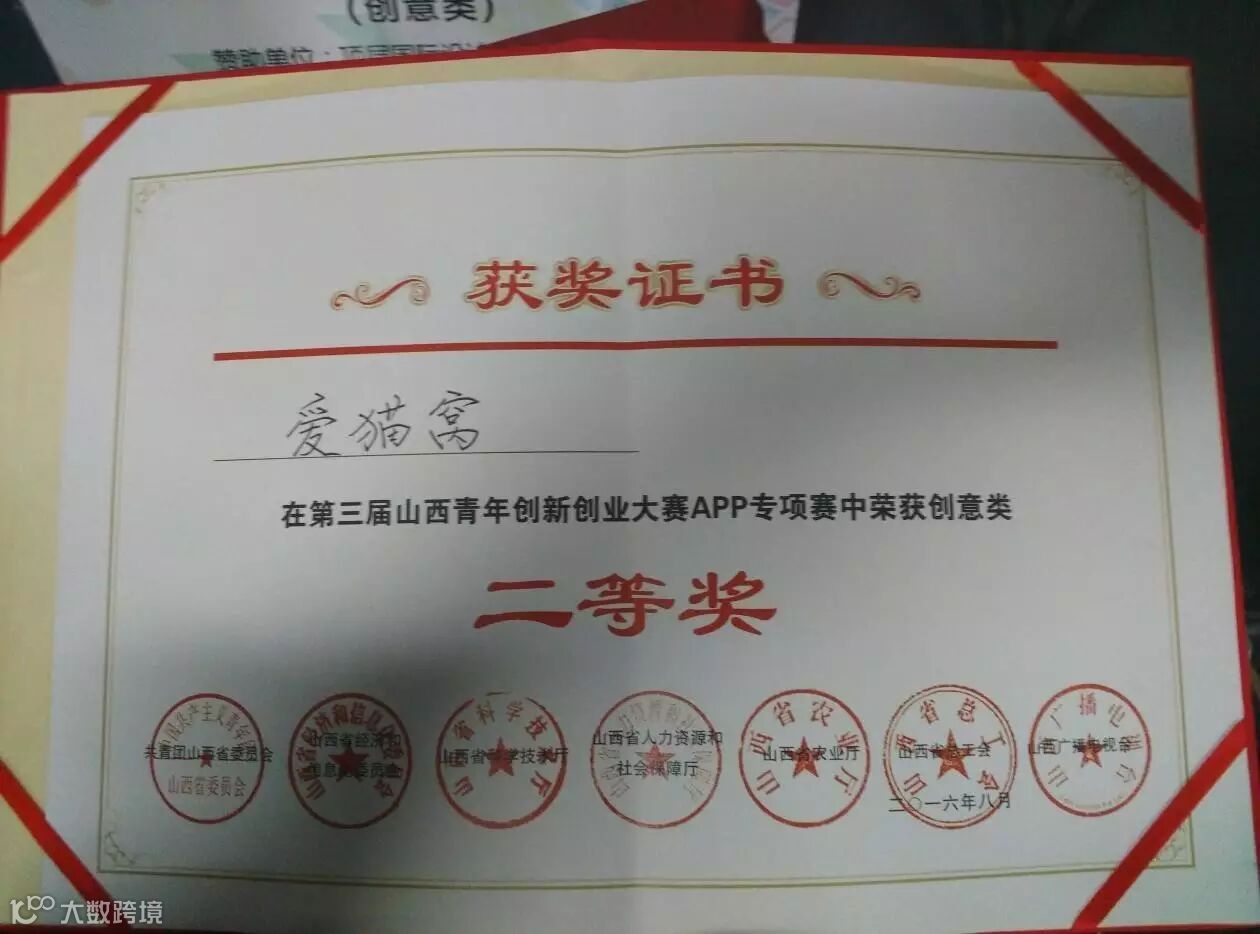 (创意类)
赞助单位:
获奖证书
爱猫窝
在第三届山西青年创新创业大赛APP专项赛中荣获创意类
二等奖
共青团山西省委员会
山西省委员会
山西省经济和
信息化委员会
山西省科学技术厅
山西省人力资源和
社会保障厅
山西省农业厅
山西省总工会
山西广播电视台
二〇一六年八月
大数跨境